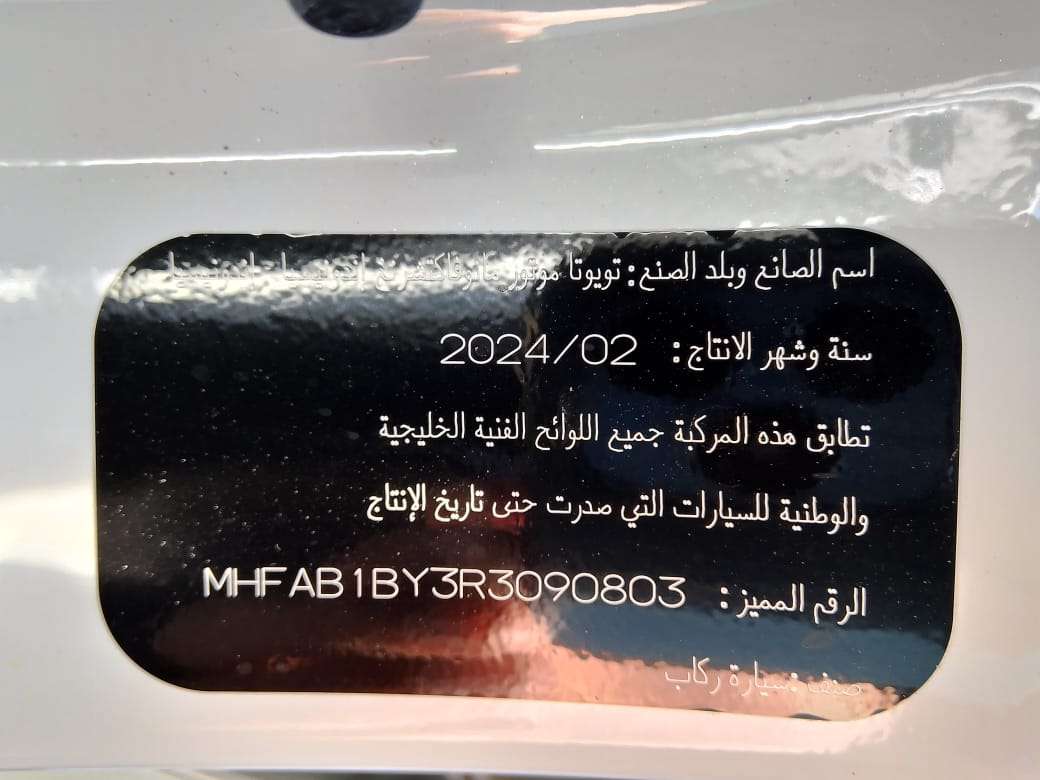 اسم الصانع وبلد الصنع: تويوتا موتور مانوفاكتضرنغ إندونيسيا - إندونيسيا
سنة وشهر الانتاج: 2024/02
تطابق هذه المركبة جميع اللوائح الفنية الخليجية
والوطنية للسيارات التي صدرت حتى تاريخ الإنتاج
الرقم المميز: MHFAB1BY3R3090803
صنف :سيارة ركاب